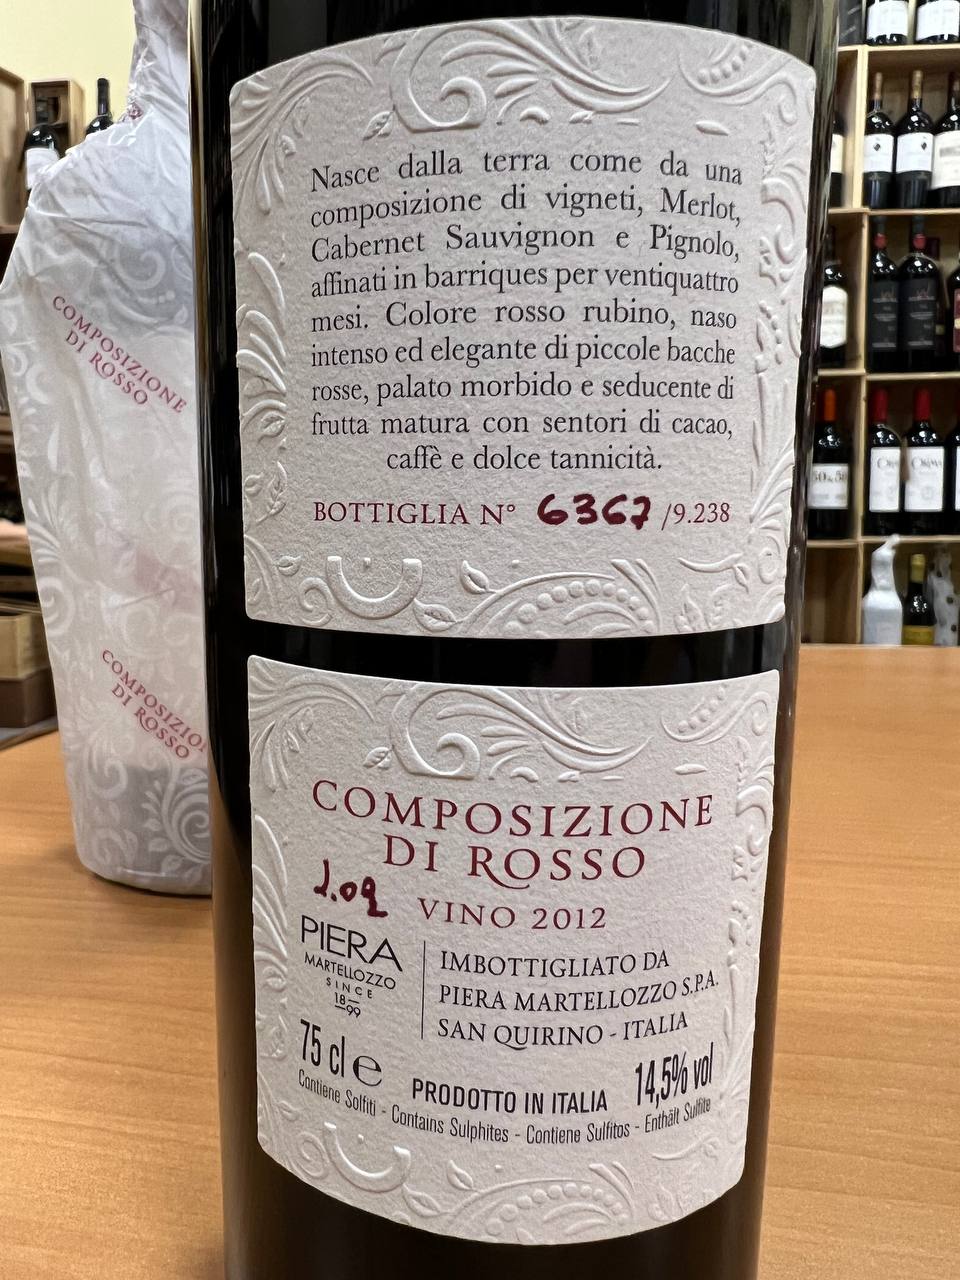 Nasce dalla terra come da una
composizione di vigneti, Merlot,
Cabernet Sauvignon e Pignolo,
affinati in barriques per ventiquattro
mesi. Colore rosso rubino, naso
intenso ed elegante di piccole bacche
rosse, palato morbido e seducente di
frutta matura con sentori di cacao,
caffè e dolce tannicità.
BOTTIGLIA N° 6367 /9.238
COMPOSIZIONE
DI ROSSO
VINO 2012
PIERA
MARTELLOZZO
SINCE
18
99
IMBOTTIGLIATO DA
PIERA MARTELLOZZO S.P.A.
SAN QUIRINO - ITALIA
75 cl e
PRODOTTO IN ITALIA
14,5% vol
Contiene Solfiti - Contains Sulphites - Contiene Sulfitos - Enthält Sulfite
COMPOSIZIONE
DI ROSSO
COMPOSIZIO
DI ROSSO